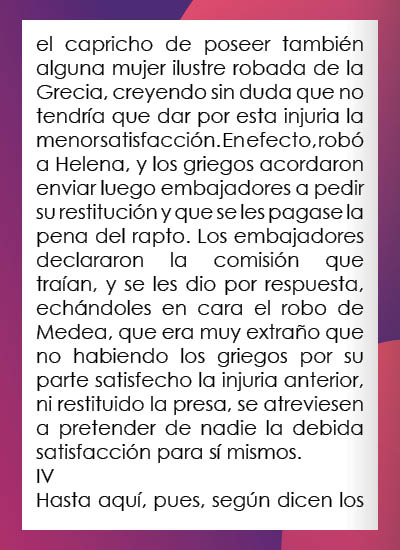 el capricho de poseer también
alguna mujer ilustre robada de la
Grecia, creyendo sin duda que no
tendría que dar por esta injuria la
menor satisfacción. En efecto, robó
a Helena, y los griegos acordaron
enviar luego embajadores a pedir
su restitución y que se les pagase la
pena del rapto. Los embajadores
declararon la comisión que
traían, y se les dio por respuesta,
echándoles en cara el robo de
Medea, que era muy extraño que
no habiendo los griegos por su
parte satisfecho la injuria anterior,
ni restituido la presa, se atreviesen
a pretender de nadie la debida
satisfacción para sí mismos.
IV
Hasta aquí, pues, según dicen los